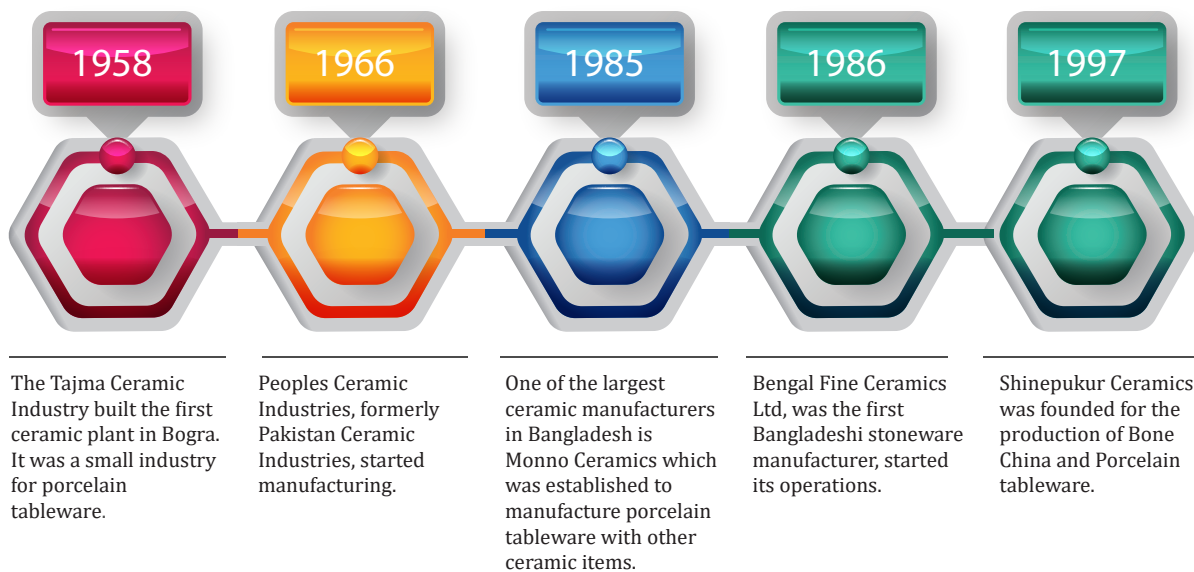 1958
1966
1985
1986
1997
The Tajma Ceramic
Industry built the first
ceramic plant in Bogra.
It was a small industry
for porcelain
tableware.
Peoples Ceramic
Industries, formerly
Pakistan Ceramic
Industries, started
manufacturing.
One of the largest
ceramic manufacturers
in Bangladesh is
Monno Ceramics which
was established to
manufacture porcelain
tableware with other
ceramic items.
Bengal Fine Ceramics
Ltd, was the first
Bangladeshi stoneware
manufacturer, started
its operations.
Shinepukur Ceramics
was founded for the
production of Bone
China and Porcelain
tableware.